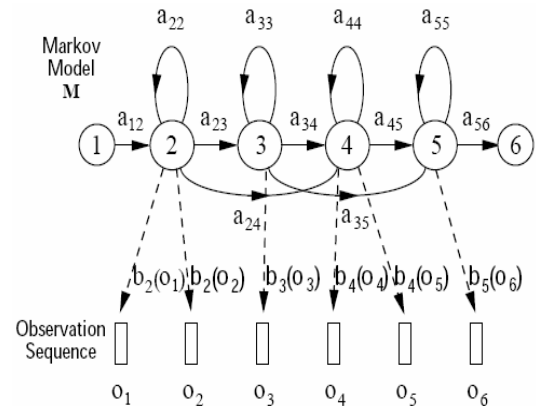 a22 a33 a44 a55
Markov
Model
M
a12 a23 a34 a45 a56
1 2 3 4 5 6
a24 a35
b2(o1) b2(o2) b3(o3) b4(o4) b4(o5) b5(o6)
Observation
Sequence
o1 o2 o3 o4 o5 o6